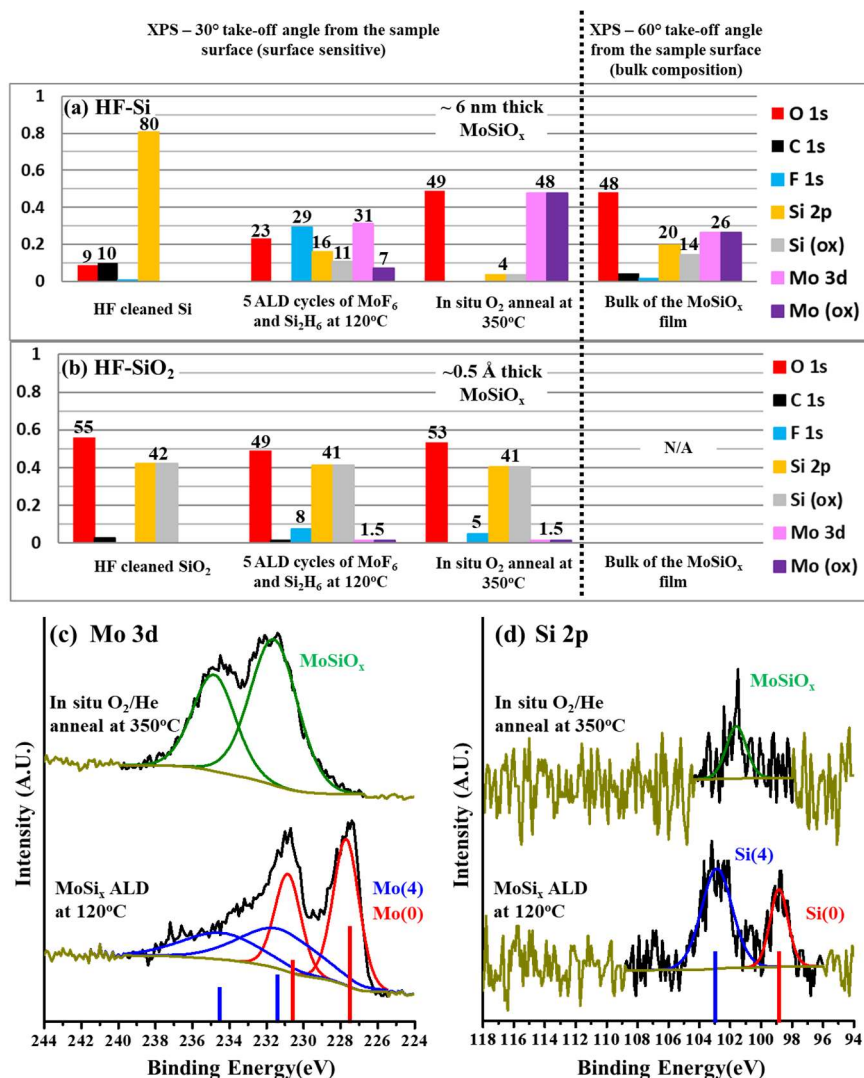 XPS – 30° take-off angle from the sample
surface (surface sensitive)
XPS – 60° take-off angle
from the sample surface
(bulk composition)
(a) HF-Si
~ 6 nm thick
MoSiOₓ
1
0.8
0.6
0.4
0.2
0
9
10
80
23
29
16
11
31
7
49
4
48
48
20
14
26
HF cleaned Si
5 ALD cycles of MoF₆
and Si₂H₆ at 120°C
In situ O₂ anneal at
350°C
Bulk of the MoSiOₓ
film
O 1s
C 1s
F 1s
Si 2p
Si (ox)
Mo 3d
Mo (ox)
(b) HF-SiO₂
~0.5 Å thick
MoSiOₓ
1
0.8
0.6
0.4
0.2
0
55
42
49
8
41
1.5
53
5
41
1.5
N/A
HF cleaned SiO₂
5 ALD cycles of MoF₆
and Si₂H₆ at 120°C
In situ O₂ anneal at
350°C
Bulk of the MoSiOₓ
film
O 1s
C 1s
F 1s
Si 2p
Si (ox)
Mo 3d
Mo (ox)
(c) Mo 3d
MoSiOₓ
In situ O₂/He
anneal at 350°C
MoSiₓ ALD
at 120°C
Mo(4)
Mo(0)
Intensity (A.U.)
244 240 236 234 230 228 226 224
Binding Energy(eV)
(d) Si 2p
MoSiOₓ
In situ O₂/He
anneal at 350°C
Si(4)
MoSiₓ ALD
at 120°C
Si(0)
Intensity (A.U.)
118 116 114 112 110 108 106 104 102 100 98 96 94
Binding Energy(eV)